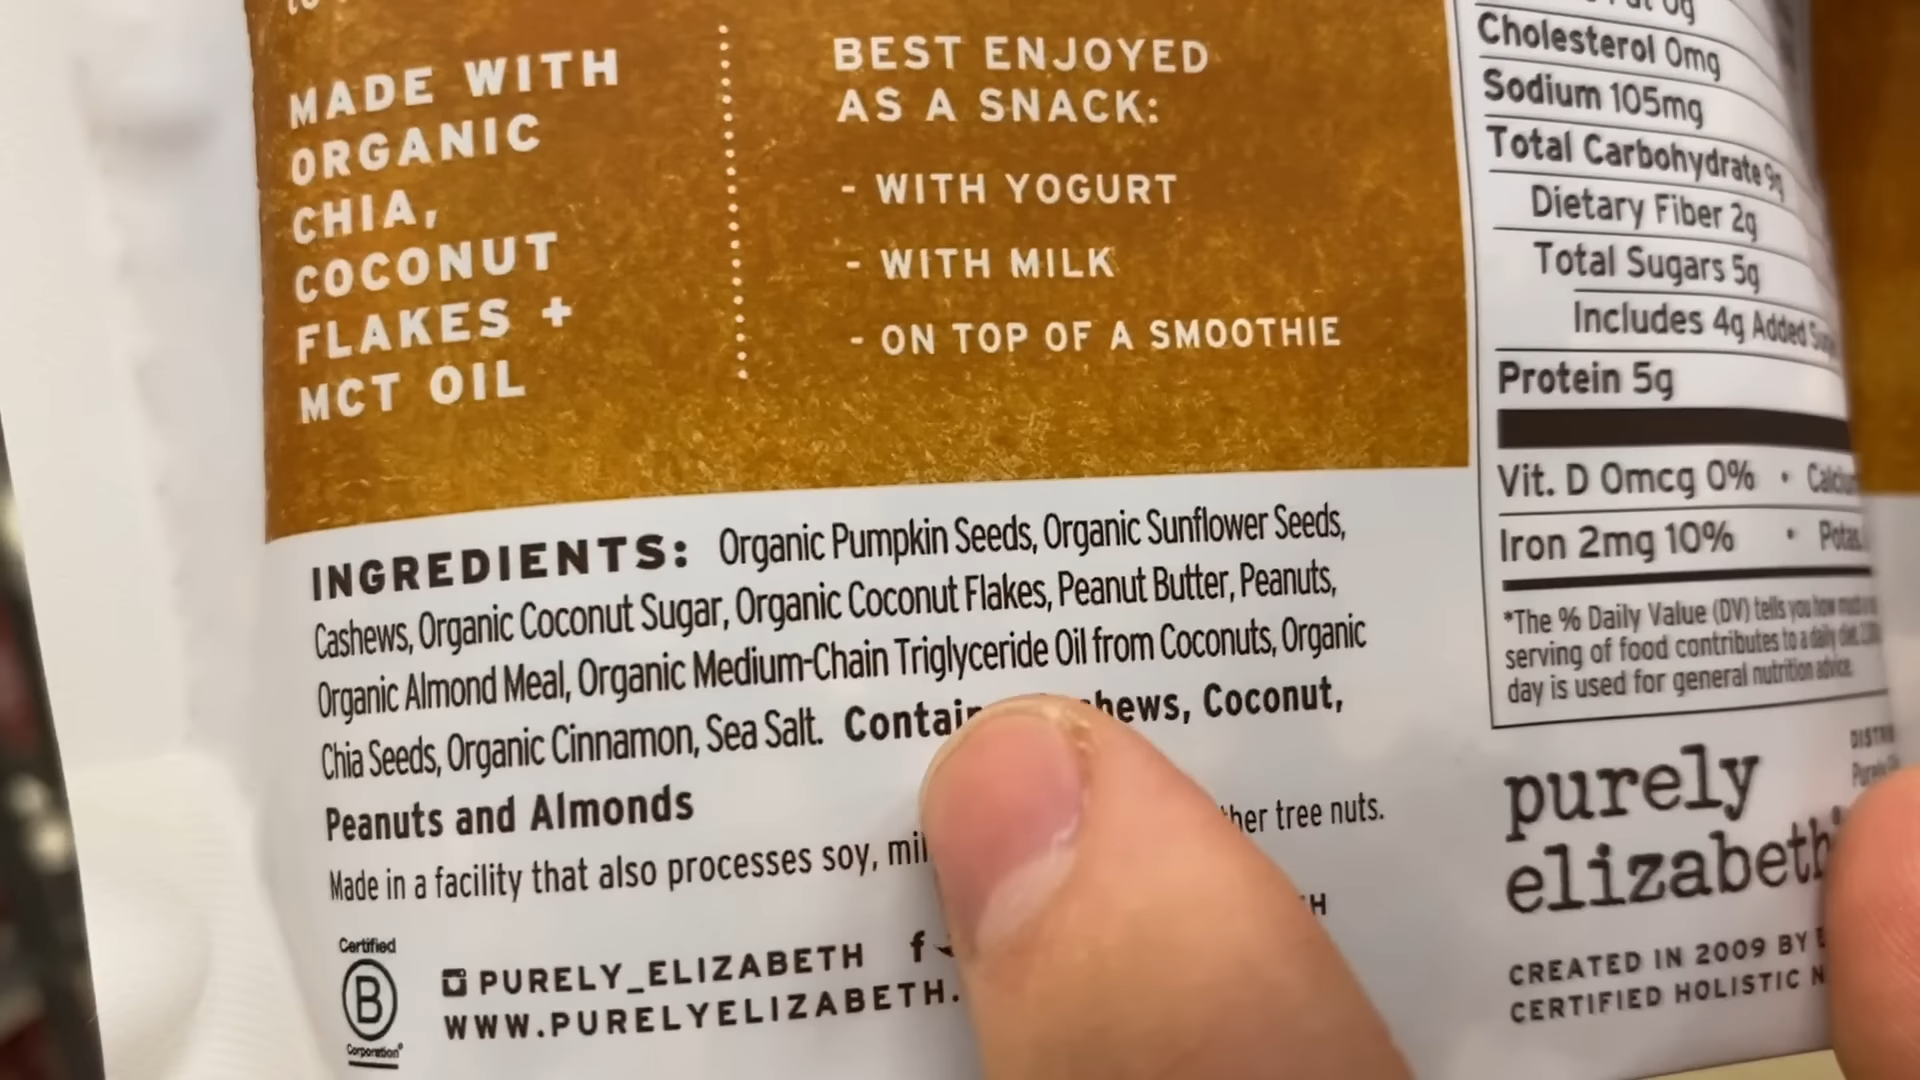 MADE WITH
ORGANIC
CHIA,
COCONUT
FLAKES +
MCT OIL
BEST ENJOYED
AS A SNACK:
- WITH YOGURT
- WITH MILK
- ON TOP OF A SMOOTHIE
INGREDIENTS: Organic Pumpkin Seeds, Organic Sunflower Seeds,
Cashews, Organic Coconut Sugar, Organic Coconut Flakes, Peanut Butter, Peanuts,
Organic Almond Meal, Organic Medium-Chain Triglyceride Oil from Coconuts, Organic
Chia Seeds, Organic Cinnamon, Sea Salt. Coconut,
Peanuts and Almonds
Made in a facility that also processes soy, tree nuts.
Certified
B
Corporation®
PURELY_ELIZABETH f
WWW.PURELYELIZABETH.
0g
Cholesterol 0mg
Sodium 105mg
Total Carbohydrate 9g
Dietary Fiber 2g
Total Sugars 5g
Includes 4g Added
Protein 5g
Vit. D 0mcg 0% •
Iron 2mg 10% •
*The % Daily Value (DV) tells you how
serving of food contributes to a daily
day is used for general nutrition advice.
purely
elizabeth
CREATED IN 2009 BY
CERTIFIED HOLISTIC